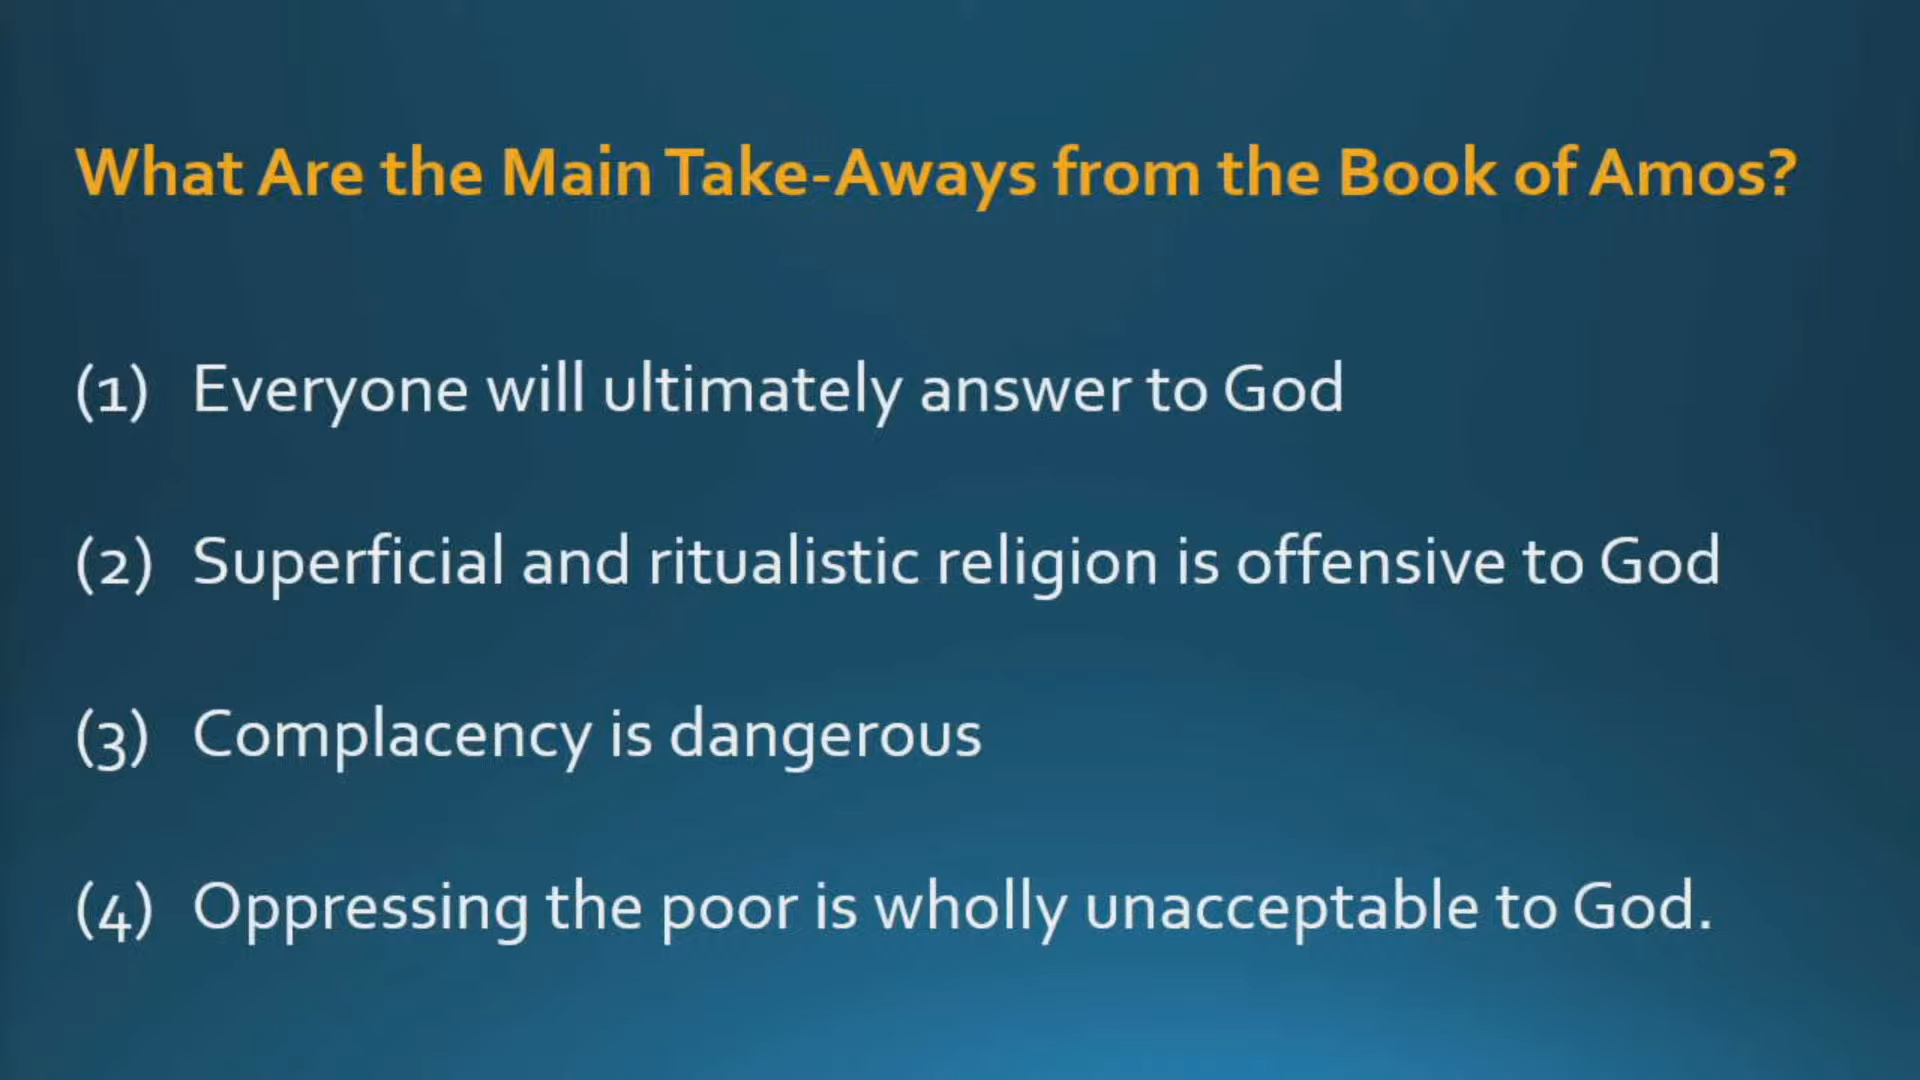 What Are the Main Take-Aways from the Book of Amos?
(1) Everyone will ultimately answer to God
(2) Superficial and ritualistic religion is offensive to God
(3) Complacency is dangerous
(4) Oppressing the poor is wholly unacceptable to God.